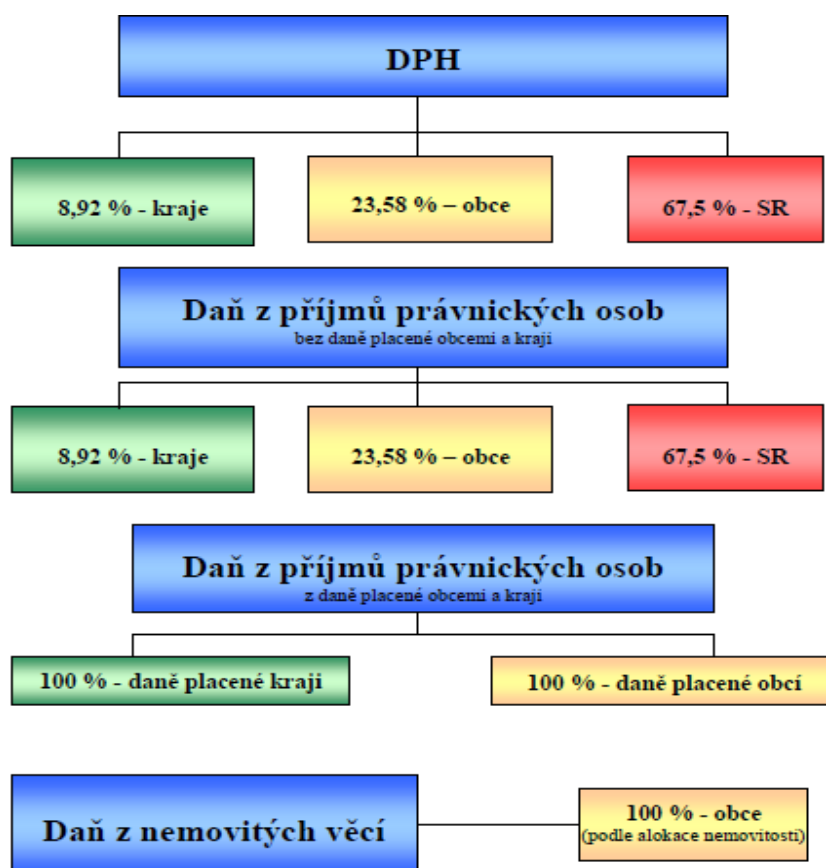 DPH
8,92 % - kraje
23,58 % – obce
67,5 % - SR
Daň z příjmů právnických osob
bez daně placené obcemi a kraji
8,92 % - kraje
23,58 % – obce
67,5 % - SR
Daň z příjmů právnických osob
z daně placené obcemi a kraji
100 % - daně placené kraji
100 % - daně placené obcí
Daň z nemovitých věcí
100 % - obce
(podle alokace nemovitosti)